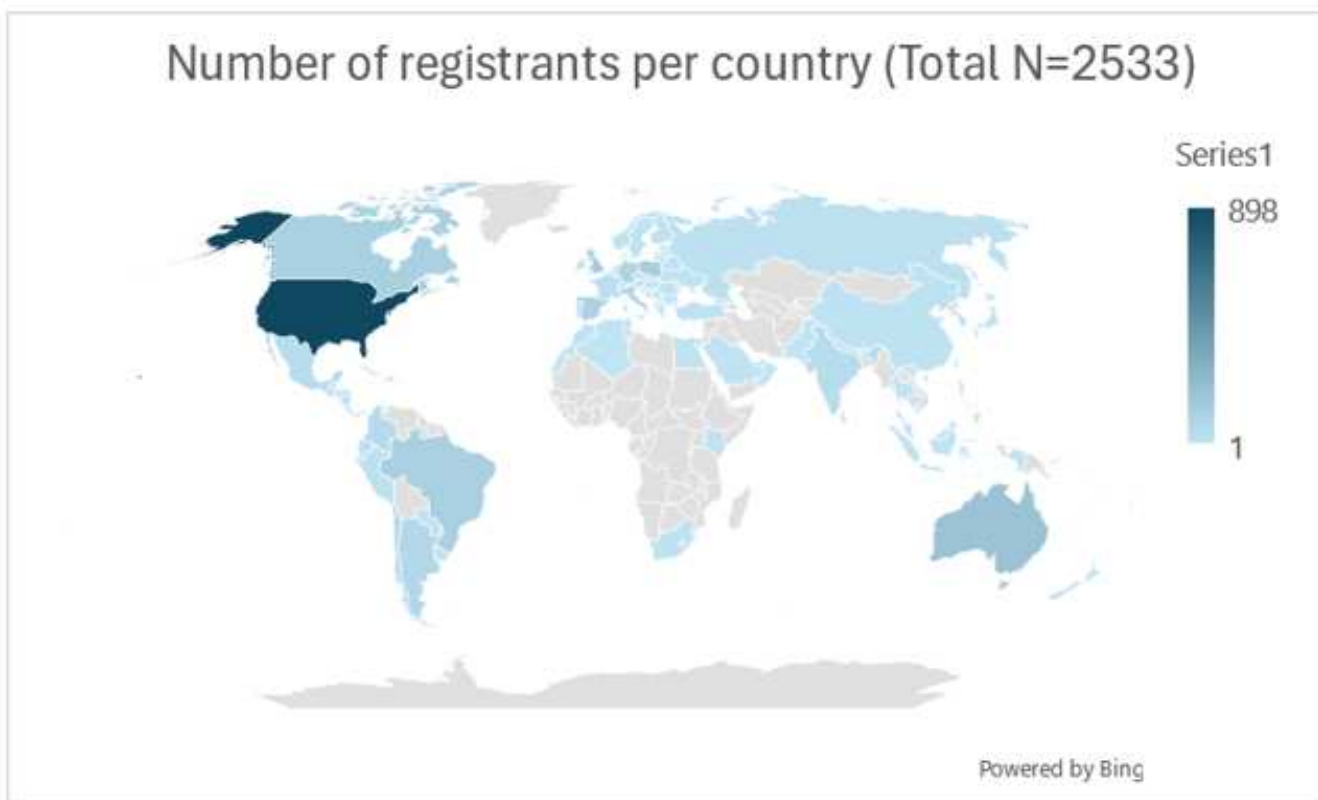 Number of registrants per country (Total N=2533)
Series1
898
1
Powered by Bing